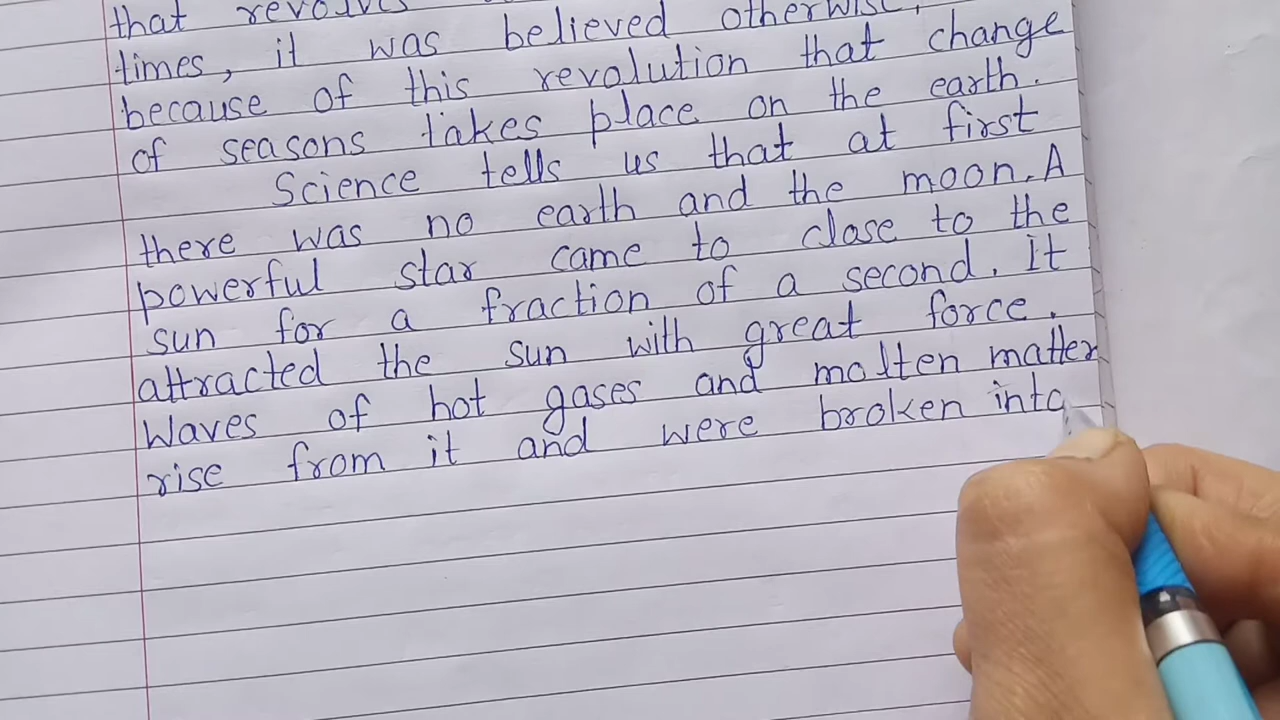 that revolves
times, it was believed otherwise.
because of this revolution that change
of seasons takes place on the earth.
Science tells us that at first
there was no earth and the moon. A
powerful star came to close to the
sun for a fraction of a second. It
attracted the sun with great force.
Waves of hot gases and molten matter
rise from it and were broken into